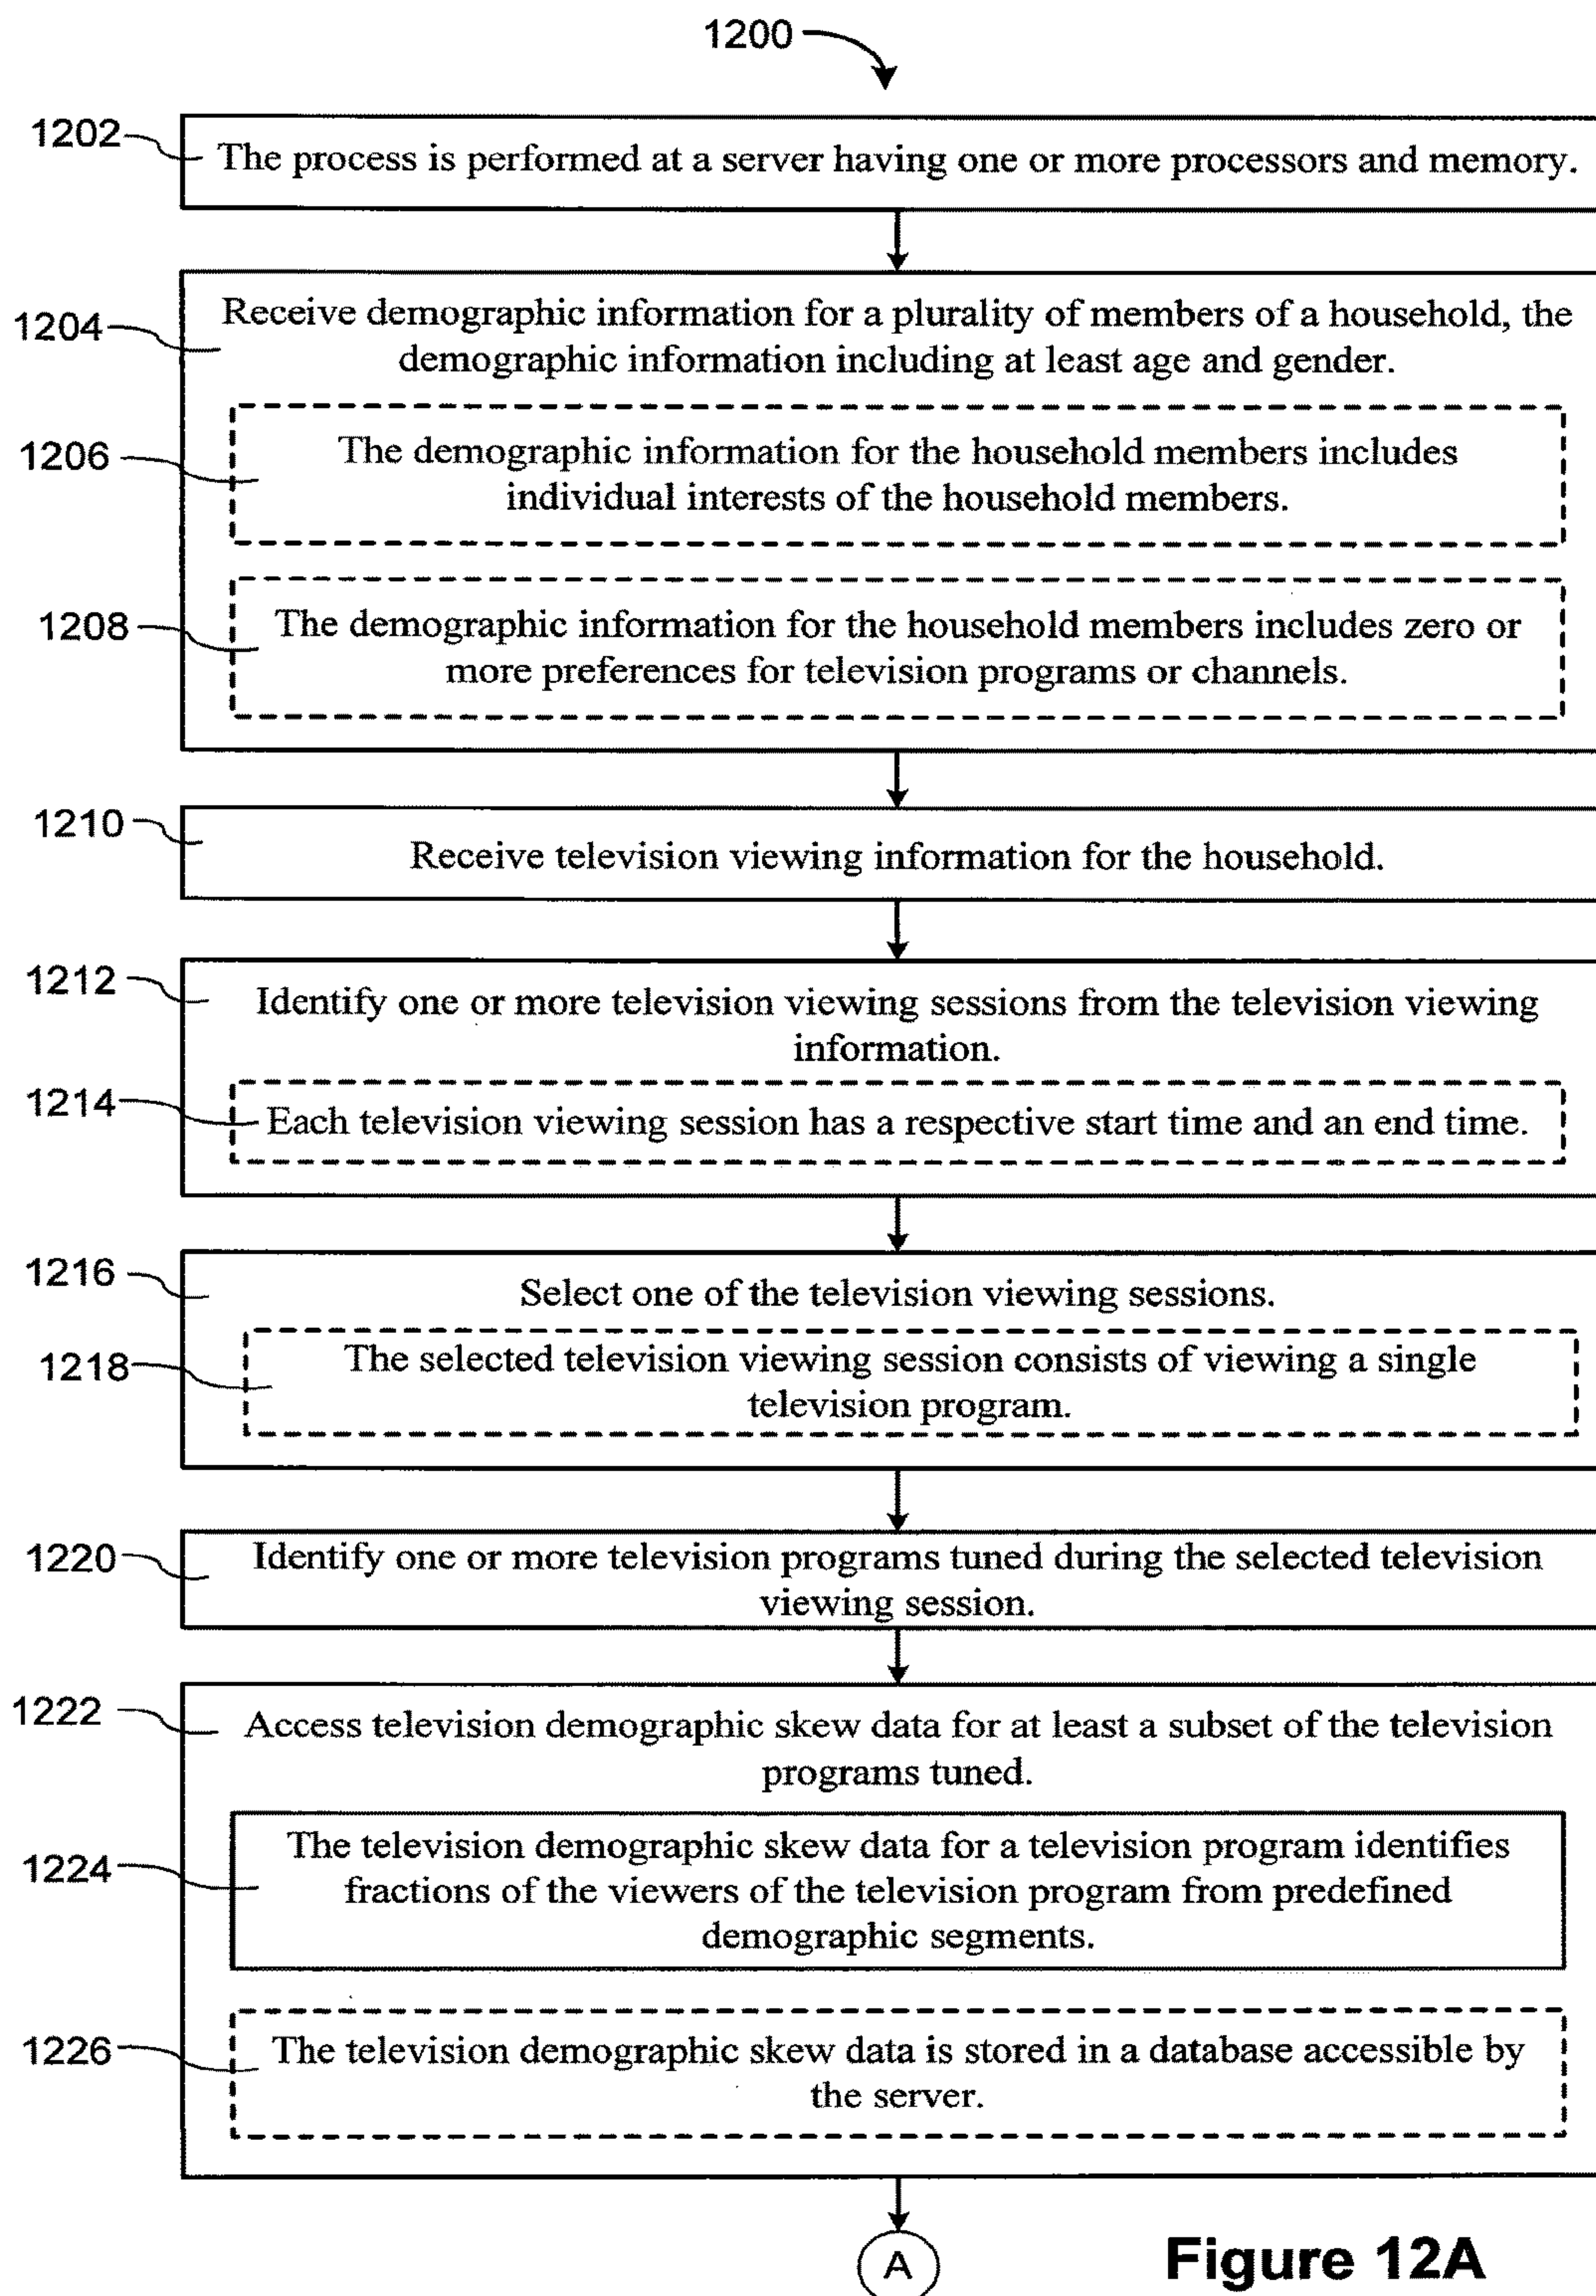 1200
1202
The process is performed at a server having one or more processors and memory.
1204
Receive demographic information for a plurality of members of a household, the
demographic information including at least age and gender.
1206
The demographic information for the household members includes
individual interests of the household members.
1208
The demographic information for the household members includes zero or
more preferences for television programs or channels.
1210
Receive television viewing information for the household.
1212
Identify one or more television viewing sessions from the television viewing
information.
1214
Each television viewing session has a respective start time and an end time.
1216
Select one of the television viewing sessions.
1218
The selected television viewing session consists of viewing a single
television program.
1220
Identify one or more television programs tuned during the selected television
viewing session.
1222
Access television demographic skew data for at least a subset of the television
programs tuned.
1224
The television demographic skew data for a television program identifies
fractions of the viewers of the television program from predefined
demographic segments.
1226
The television demographic skew data is stored in a database accessible by
the server.
A
Figure 12A